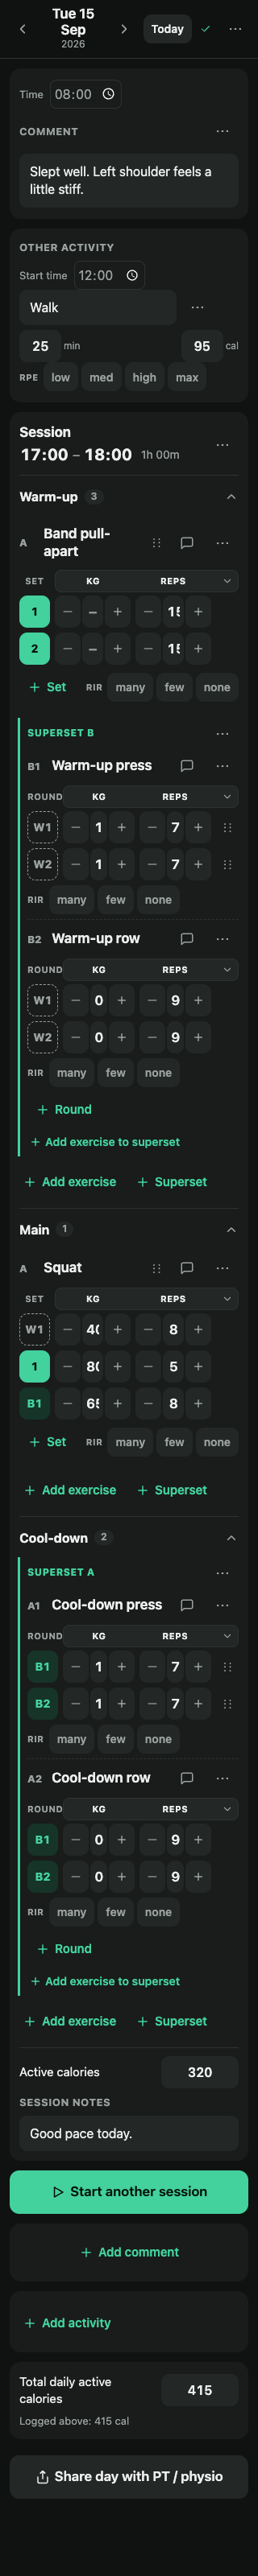 Tue 15
Sep
2026
Today
Time 08:00
COMMENT
Slept well. Left shoulder feels a
little stiff.
OTHER ACTIVITY
Start time 12:00
Walk
25 min 95 cal
RPE low med high max
Session
17:00 – 18:00 1h 00m
Warm-up 3
A Band pull-
apart
SET KG REPS
1 – – + – +
2 – – + – +
+ Set RIR many few none
SUPERSET B
B1 Warm-up press
ROUND KG REPS
W1 – 1 + – 7 +
W2 – 1 + – 7 +
RIR many few none
B2 Warm-up row
ROUND KG REPS
W1 – 0 + – 9 +
W2 – 0 + – 9 +
RIR many few none
+ Round
+ Add exercise to superset
+ Add exercise + Superset
Main 1
A Squat
SET KG REPS
W1 – + – 8 +
1 – + – 5 +
B1 – + – 8 +
+ Set RIR many few none
+ Add exercise + Superset
Cool-down 2
SUPERSET A
A1 Cool-down press
ROUND KG REPS
B1 – 1 + – 7 +
B2 – 1 + – 7 +
RIR many few none
A2 Cool-down row
ROUND KG REPS
B1 – 0 + – 9 +
B2 – 0 + – 9 +
RIR many few none
+ Round
+ Add exercise to superset
+ Add exercise + Superset
Active calories 320
SESSION NOTES
Good pace today.
Start another session
+ Add comment
+ Add activity
Total daily active
calories
415
Logged above: 415 cal
Share day with PT / physio